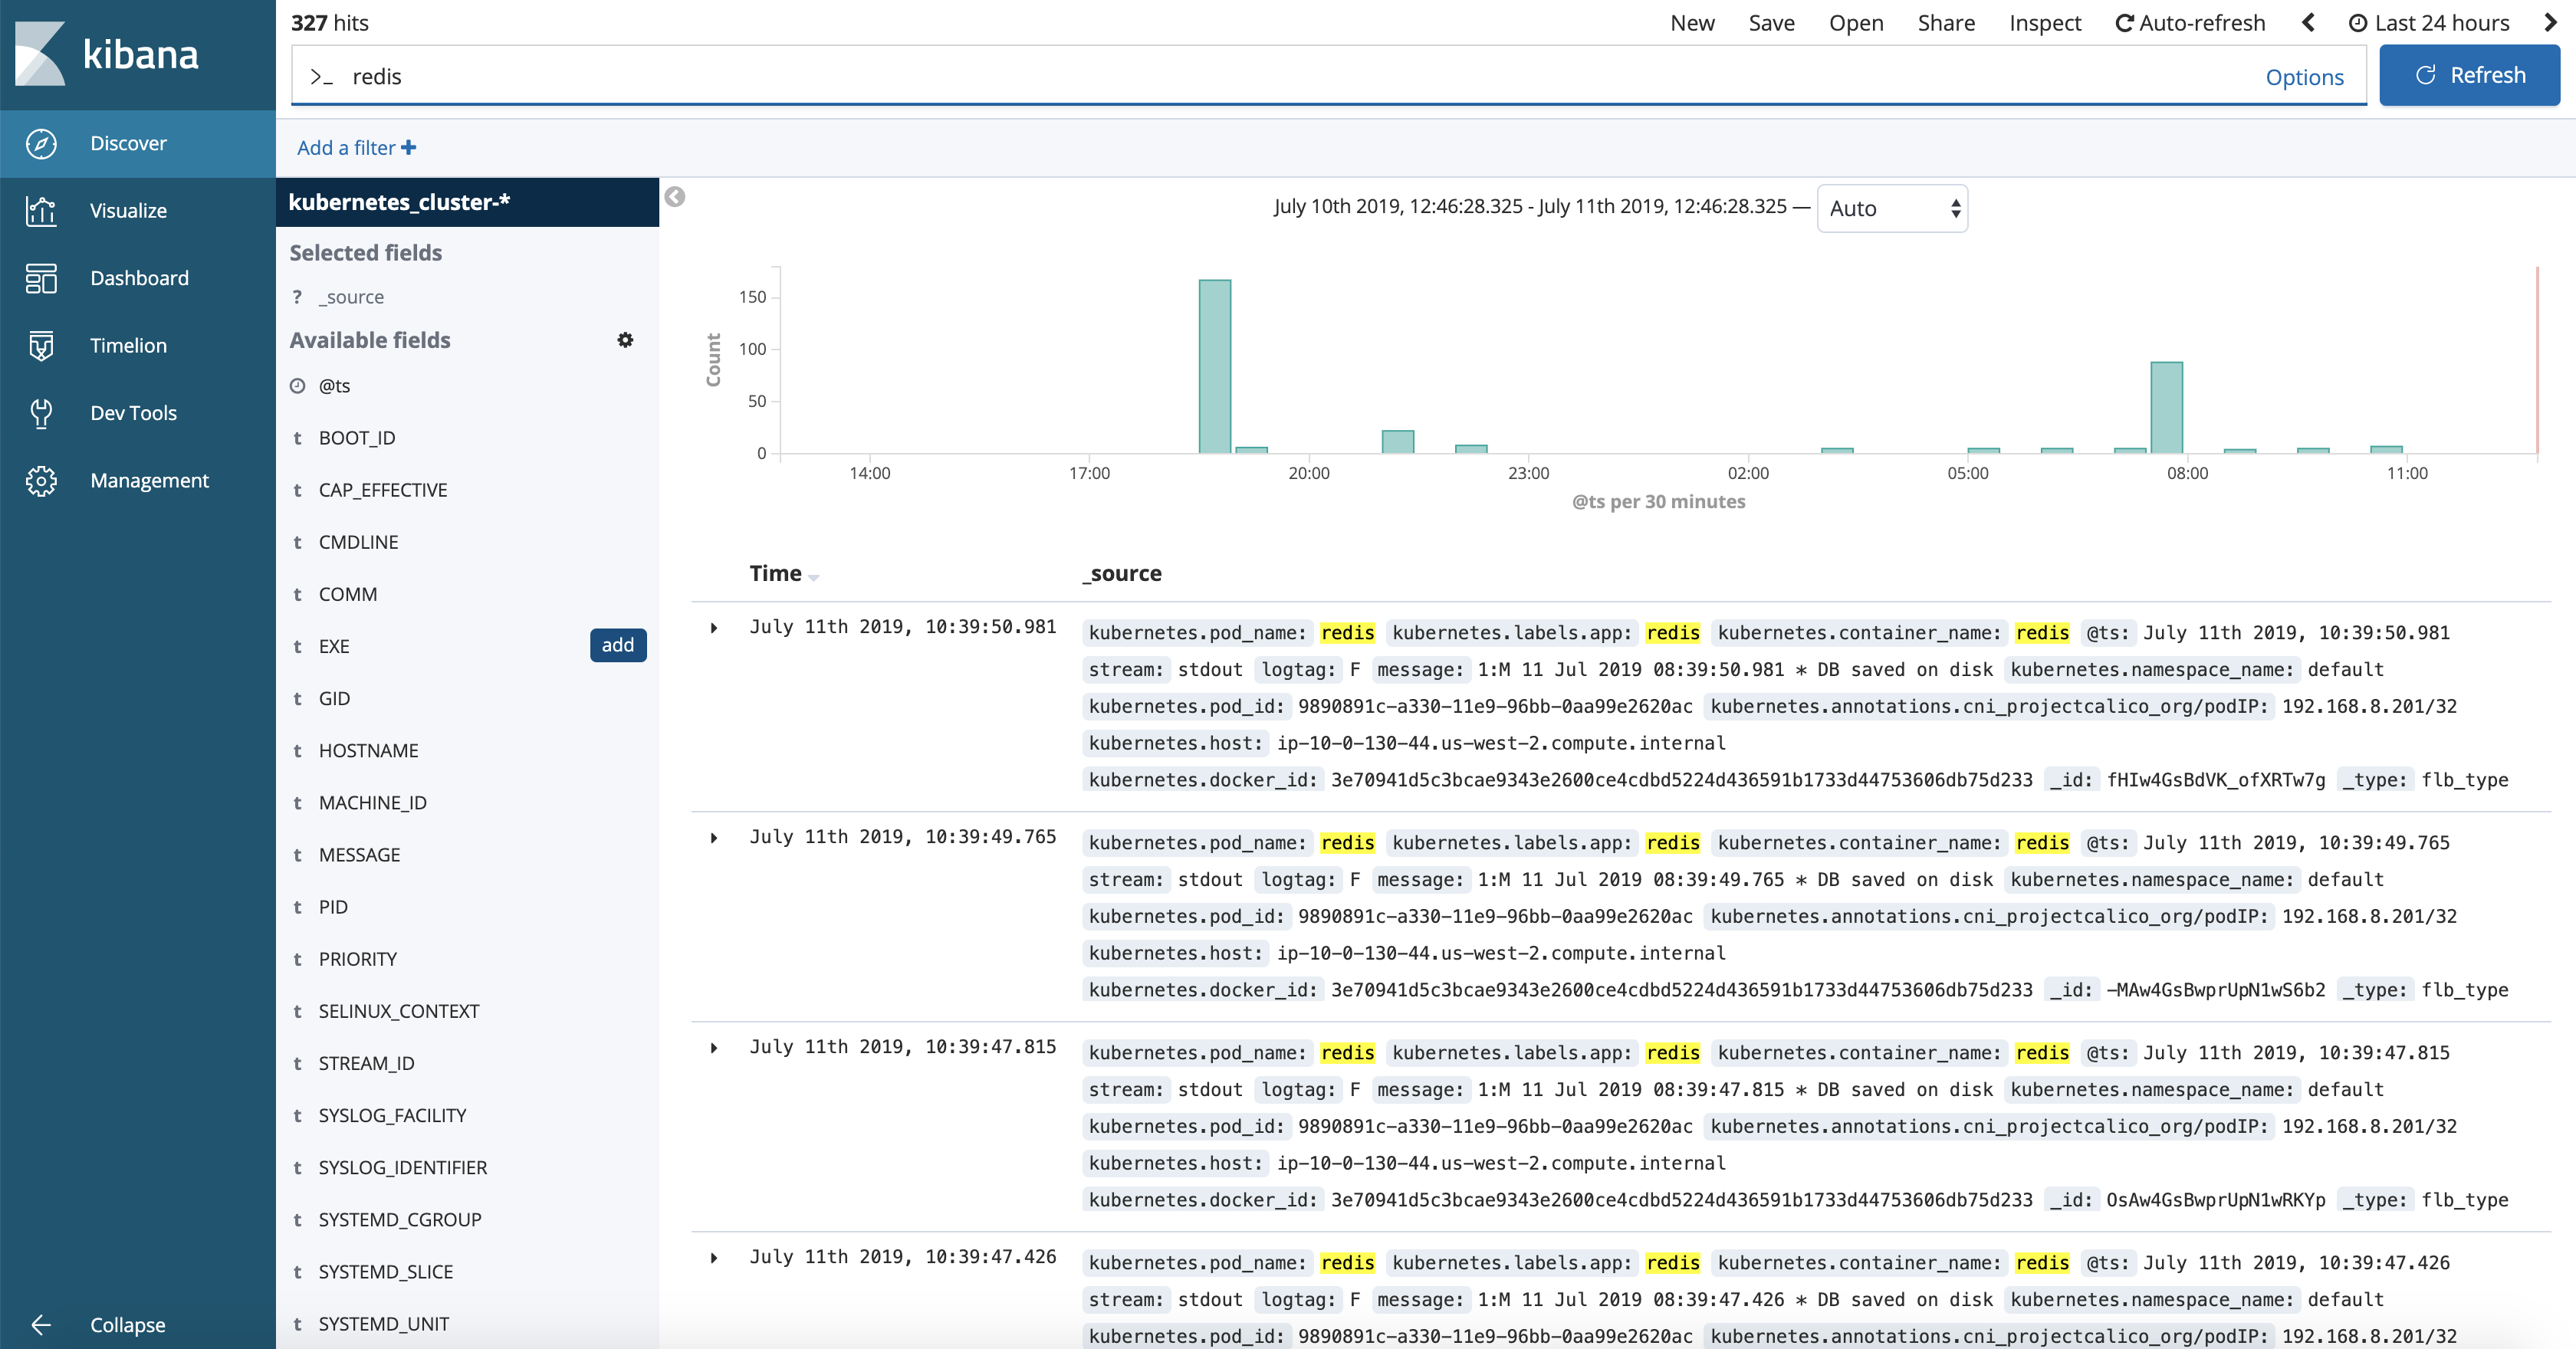 kibana
Discover
Visualize
Dashboard
Timelion
Dev Tools
Management
Collapse
327 hits
New Save Open Share Inspect Auto-refresh Last 24 hours
>_ redis Options Refresh
Add a filter +
kubernetes_cluster-*
Selected fields
? _source
Available fields
@ts
t BOOT_ID
t CAP_EFFECTIVE
t CMDLINE
t COMM
t EXE add
t GID
t HOSTNAME
t MACHINE_ID
t MESSAGE
t PID
t PRIORITY
t SELINUX_CONTEXT
t STREAM_ID
t SYSLOG_FACILITY
t SYSLOG_IDENTIFIER
t SYSTEMD_CGROUP
t SYSTEMD_SLICE
t SYSTEMD_UNIT
July 10th 2019, 12:46:28.325 - July 11th 2019, 12:46:28.325 — Auto
Count
150
100
50
0
14:00 17:00 20:00 23:00 02:00 05:00 08:00 11:00
@ts per 30 minutes
Time _source
July 11th 2019, 10:39:50.981 kubernetes.pod_name: redis kubernetes.labels.app: redis kubernetes.container_name: redis @ts: July 11th 2019, 10:39:50.981
stream: stdout logtag: F message: 1:M 11 Jul 2019 08:39:50.981 * DB saved on disk kubernetes.namespace_name: default
kubernetes.pod_id: 9890891c-a330-11e9-96bb-0aa99e2620ac kubernetes.annotations.cni_projectcalico_org/podIP: 192.168.8.201/32
kubernetes.host: ip-10-0-130-44.us-west-2.compute.internal
kubernetes.docker_id: 3e70941d5c3bcae9343e2600ce4cdbd5224d436591b1733d44753606db75d233 _id: fHIw4GsBdVK_ofXRTw7g _type: flb_type
July 11th 2019, 10:39:49.765 kubernetes.pod_name: redis kubernetes.labels.app: redis kubernetes.container_name: redis @ts: July 11th 2019, 10:39:49.765
stream: stdout logtag: F message: 1:M 11 Jul 2019 08:39:49.765 * DB saved on disk kubernetes.namespace_name: default
kubernetes.pod_id: 9890891c-a330-11e9-96bb-0aa99e2620ac kubernetes.annotations.cni_projectcalico_org/podIP: 192.168.8.201/32
kubernetes.host: ip-10-0-130-44.us-west-2.compute.internal
kubernetes.docker_id: 3e70941d5c3bcae9343e2600ce4cdbd5224d436591b1733d44753606db75d233 _id: -MAw4GsBwprUpN1wS6b2 _type: flb_type
July 11th 2019, 10:39:47.815 kubernetes.pod_name: redis kubernetes.labels.app: redis kubernetes.container_name: redis @ts: July 11th 2019, 10:39:47.815
stream: stdout logtag: F message: 1:M 11 Jul 2019 08:39:47.815 * DB saved on disk kubernetes.namespace_name: default
kubernetes.pod_id: 9890891c-a330-11e9-96bb-0aa99e2620ac kubernetes.annotations.cni_projectcalico_org/podIP: 192.168.8.201/32
kubernetes.host: ip-10-0-130-44.us-west-2.compute.internal
kubernetes.docker_id: 3e70941d5c3bcae9343e2600ce4cdbd5224d436591b1733d44753606db75d233 _id: OsAw4GsBwprUpN1wRKYp _type: flb_type
July 11th 2019, 10:39:47.426 kubernetes.pod_name: redis kubernetes.labels.app: redis kubernetes.container_name: redis @ts: July 11th 2019, 10:39:47.426
stream: stdout logtag: F message: 1:M 11 Jul 2019 08:39:47.426 * DB saved on disk kubernetes.namespace_name: default
kubernetes.pod_id: 9890891c-a330-11e9-96bb-0aa99e2620ac kubernetes.annotations.cni_projectcalico_org/podIP: 192.168.8.201/32